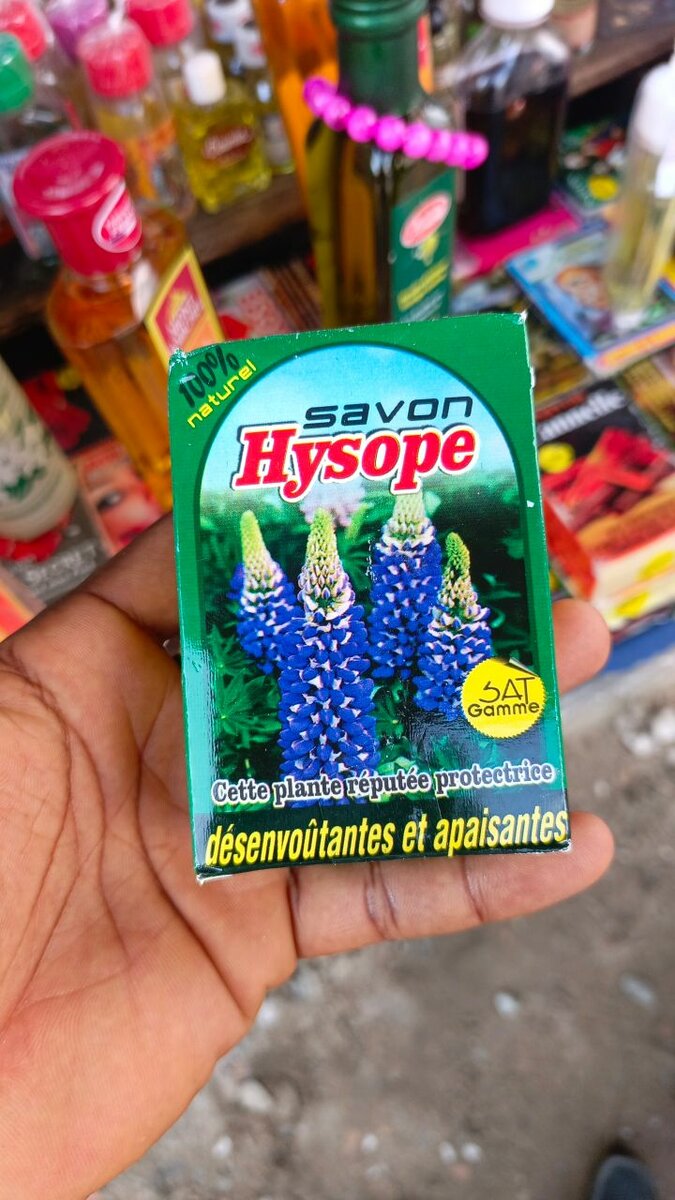 100%
naturel
savon
Hysope
SAT
Gamme
Cette plante réputée protectrice
désenvoûtantes et apaisantes